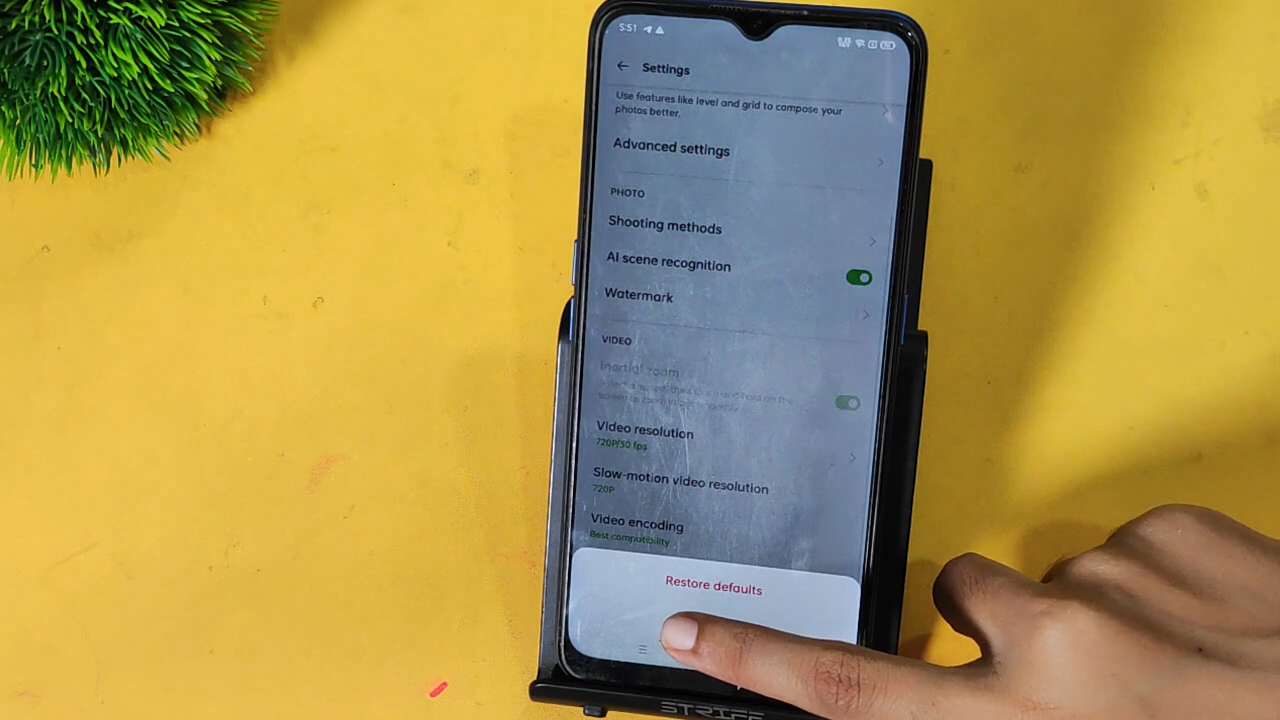 5:51
Settings
Use features like level and grid to compose your
photos better.
Advanced settings
PHOTO
Shooting methods
AI scene recognition
Watermark
VIDEO
Inertial zoom
Video resolution
720P/30 fps
Slow-motion video resolution
720P
Video encoding
Best compatibility
Restore defaults